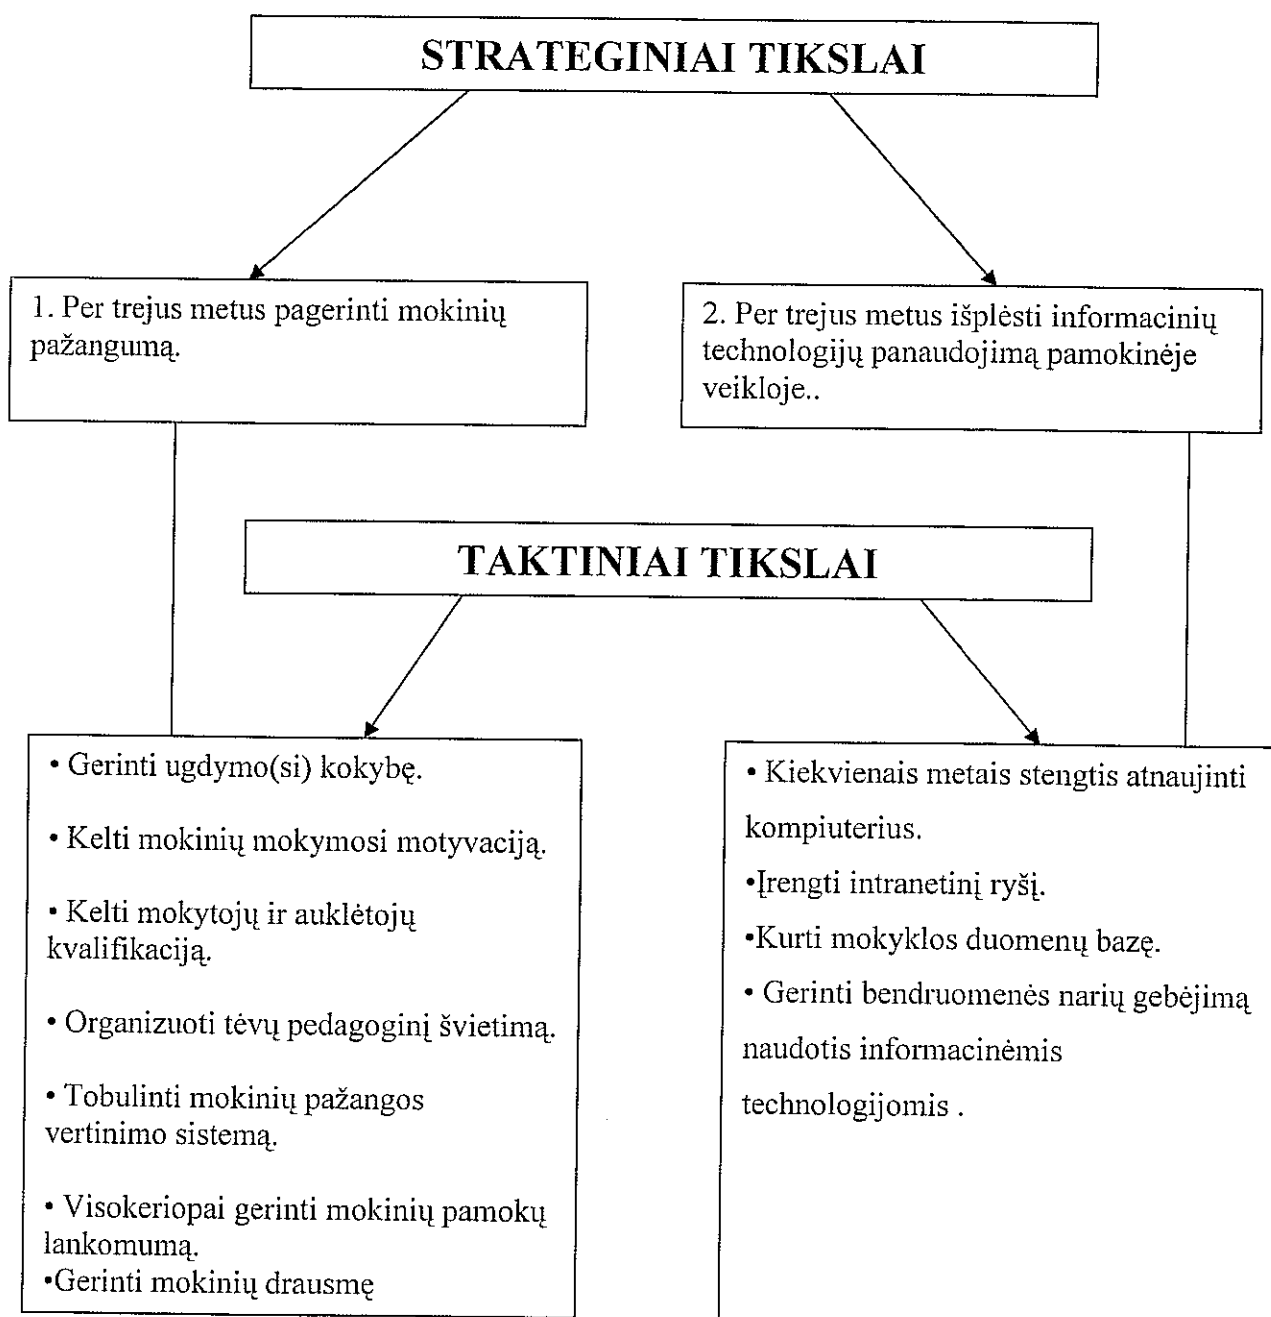 STRATEGINIAI TIKSLAI
1. Per trejus metus pagerinti mokinių
pažangumą.
2. Per trejus metus išplėsti informacinių
technologijų panaudojimą pamokinėje
veikloje..
TAKTINIAI TIKSLAI
• Gerinti ugdymo(si) kokybę.
• Kelti mokinių mokymosi motyvaciją.
• Kelti mokytojų ir auklėtojų
kvalifikaciją.
• Organizuoti tėvų pedagoginį švietimą.
• Tobulinti mokinių pažangos
vertinimo sistemą.
• Visokeriopai gerinti mokinių pamokų
lankomumą.
•Gerinti mokinių drausmę
• Kiekvienais metais stengtis atnaujinti
kompiuterius.
•Įrengti intranetinį ryšį.
•Kurti mokyklos duomenų bazę.
• Gerinti bendruomenės narių gebėjimą
naudotis informacinėmis
technologijomis .